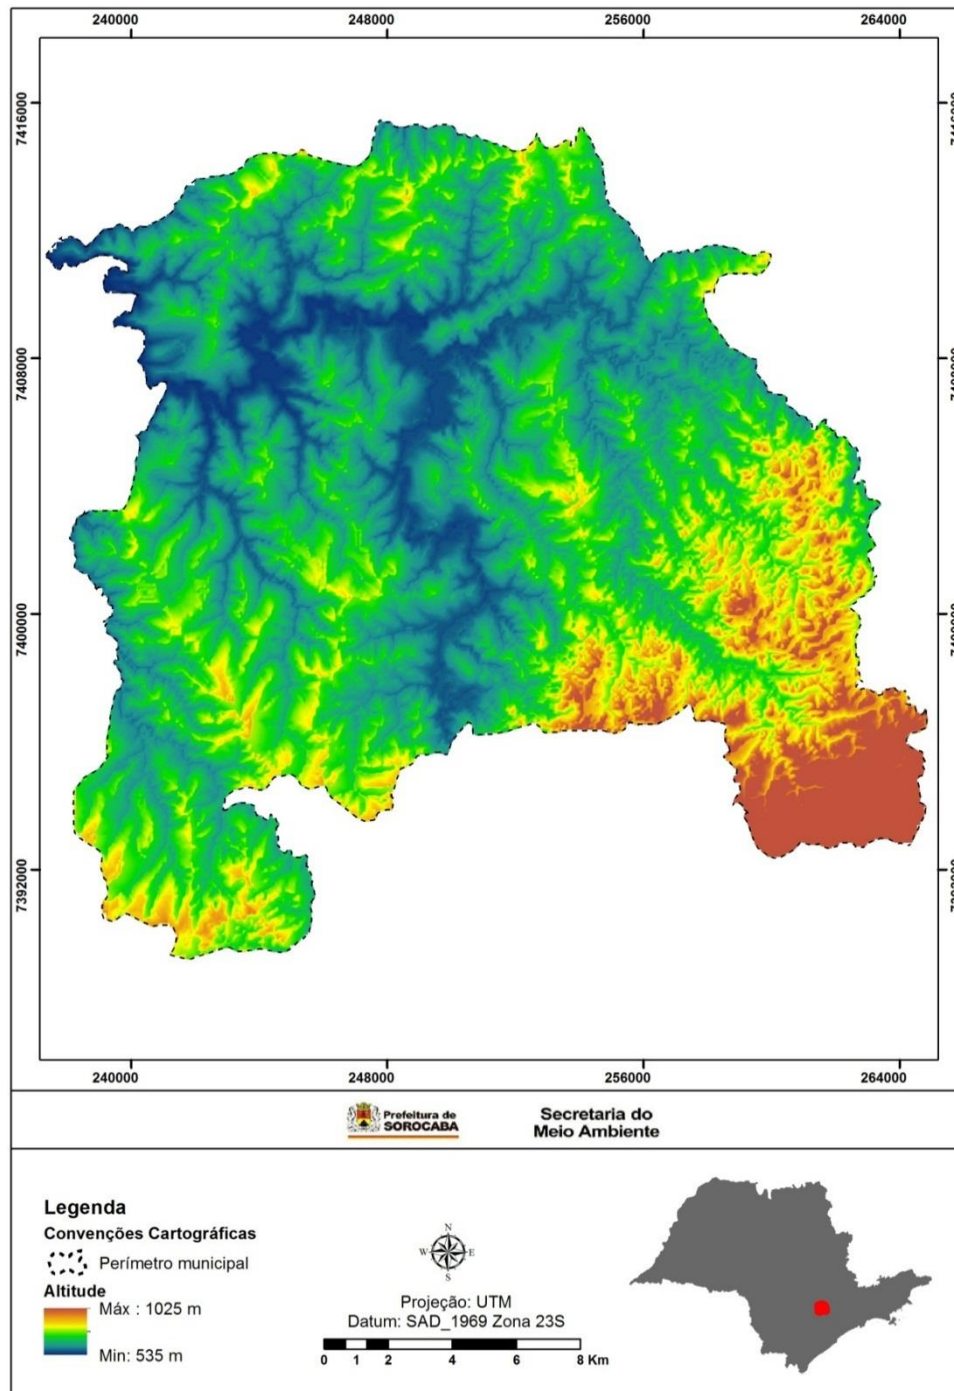 240000 248000 256000 264000
7416000
7408000
7400000
7392000
240000 248000 256000 264000
Prefeitura de
SOROCABA
Secretaria do
Meio Ambiente
Legenda
Convenções Cartográficas
Perímetro municipal
Altitude
Máx : 1025 m
Min: 535 m
N
W E
S
Projeção: UTM
Datum: SAD_1969 Zona 23S
0 1 2 4 6 8 Km